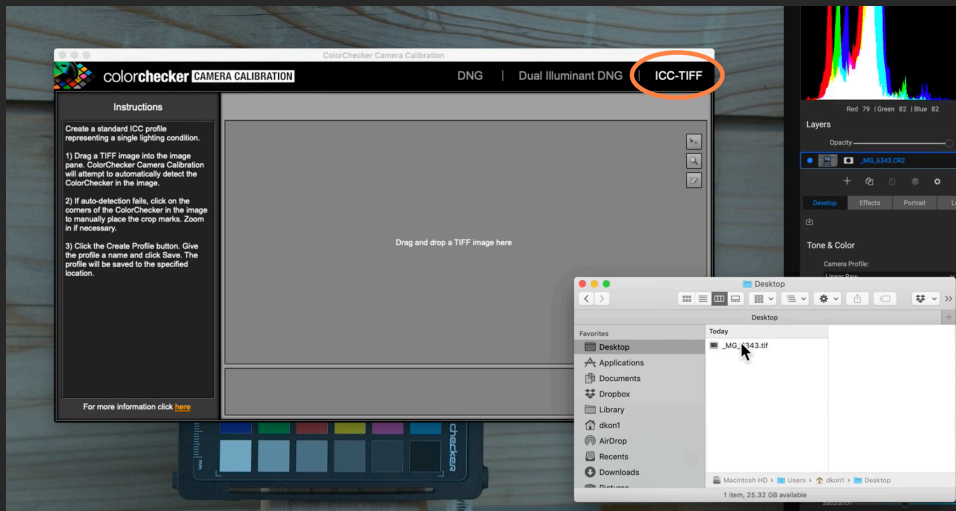 ColorChecker Camera Calibration
colorchecker CAMERA CALIBRATION
DNG | Dual Illuminant DNG | ICC-TIFF
Instructions
Create a standard ICC profile
representing a single lighting condition.
1) Drag a TIFF image into the image
pane. ColorChecker Camera Calibration
will attempt to automatically detect the
ColorChecker in the image.
2) If auto-detection fails, click on the
corners of the ColorChecker in the image
to manually place the crop marks. Zoom
in if necessary.
3) Click the Create Profile button. Give
the profile a name and click Save. The
profile will be saved to the specified
location.
For more information click here
Drag and drop a TIFF image here
Red 79 | Green 82 | Blue 82
Layers
Opacity
_MG_6343.CR2
Develop Effects Portrait
Tone & Color
Camera Profile:
Linear Raw
Desktop
Desktop
Favorites
Desktop
Applications
Documents
Dropbox
Library
dkon1
AirDrop
Recents
Downloads
Pictures
Today
_MG_6343.tif
Macintosh HD › Users › dkon1 › Desktop
1 item, 25.32 GB available
Saturation
checker
millimeters
mm